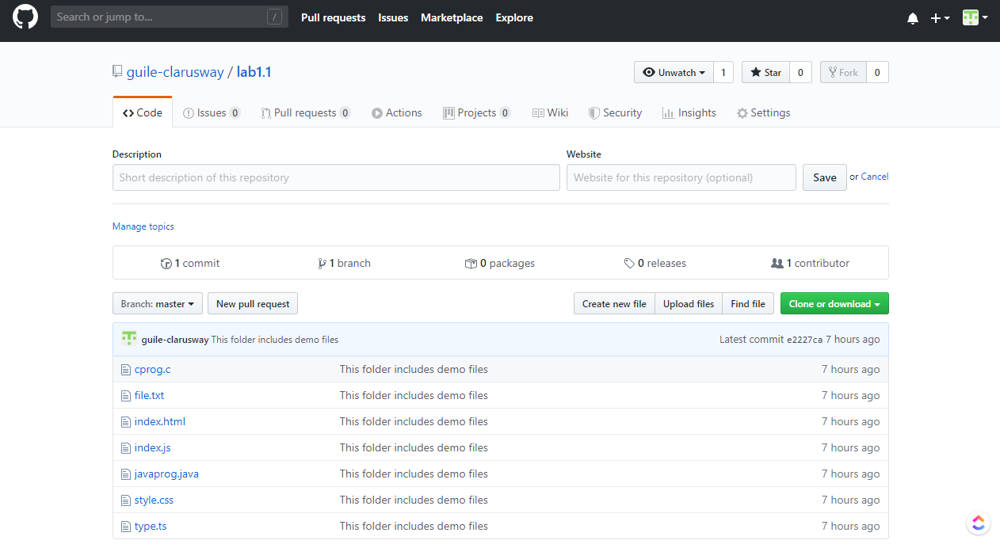 Search or jump to... / Pull requests Issues Marketplace Explore
guile-clarusway / lab1.1 Unwatch 1 Star 0 Fork 0
Code Issues 0 Pull requests 0 Actions Projects 0 Wiki Security Insights Settings
Description Website
Short description of this repository Website for this repository (optional) Save or Cancel
Manage topics
1 commit 1 branch 0 packages 0 releases 1 contributor
Branch: master New pull request Create new file Upload files Find file Clone or download
guile-clarusway This folder includes demo files Latest commit e2227ca 7 hours ago
cprog.c This folder includes demo files 7 hours ago
file.txt This folder includes demo files 7 hours ago
index.html This folder includes demo files 7 hours ago
index.js This folder includes demo files 7 hours ago
javaprog.java This folder includes demo files 7 hours ago
style.css This folder includes demo files 7 hours ago
type.ts This folder includes demo files 7 hours ago